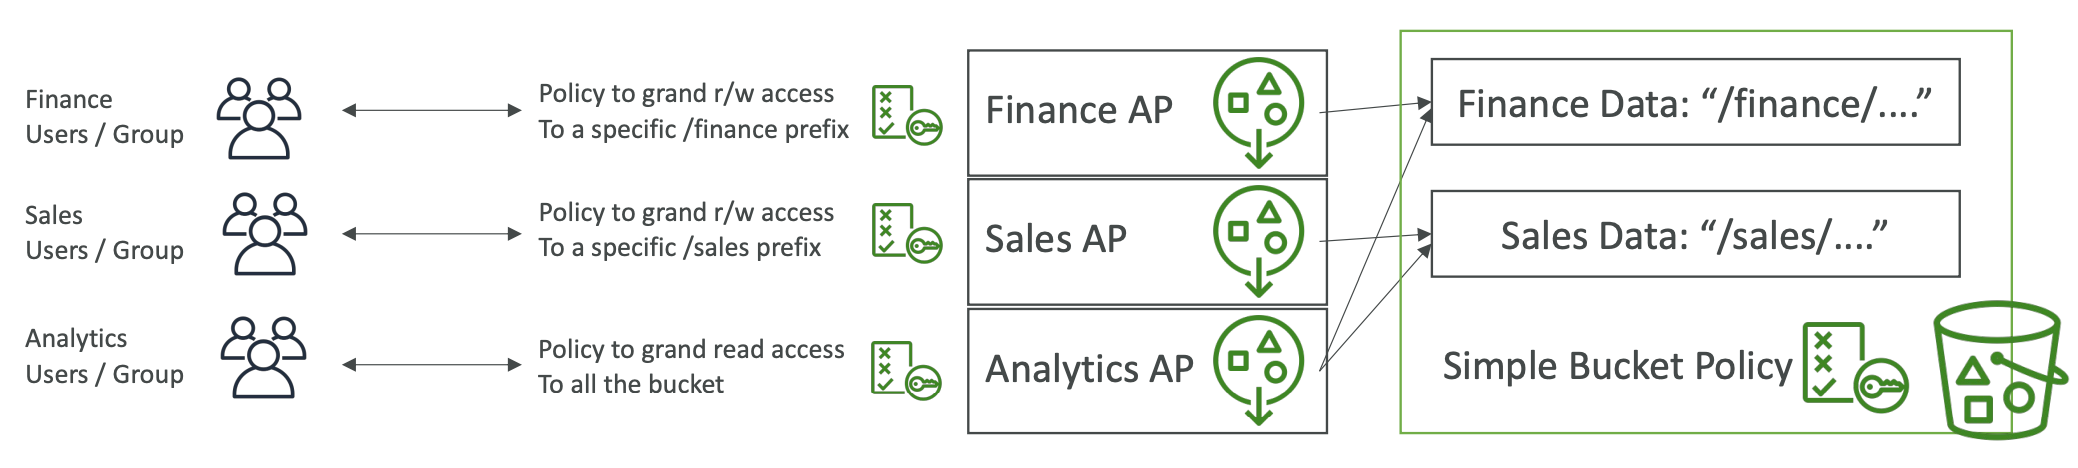 Finance
Users / Group
Policy to grand r/w access
To a specific /finance prefix
Finance AP
Finance Data: “/finance/....”
Sales
Users / Group
Policy to grand r/w access
To a specific /sales prefix
Sales AP
Sales Data: “/sales/....”
Analytics
Users / Group
Policy to grand read access
To all the bucket
Analytics AP
Simple Bucket Policy